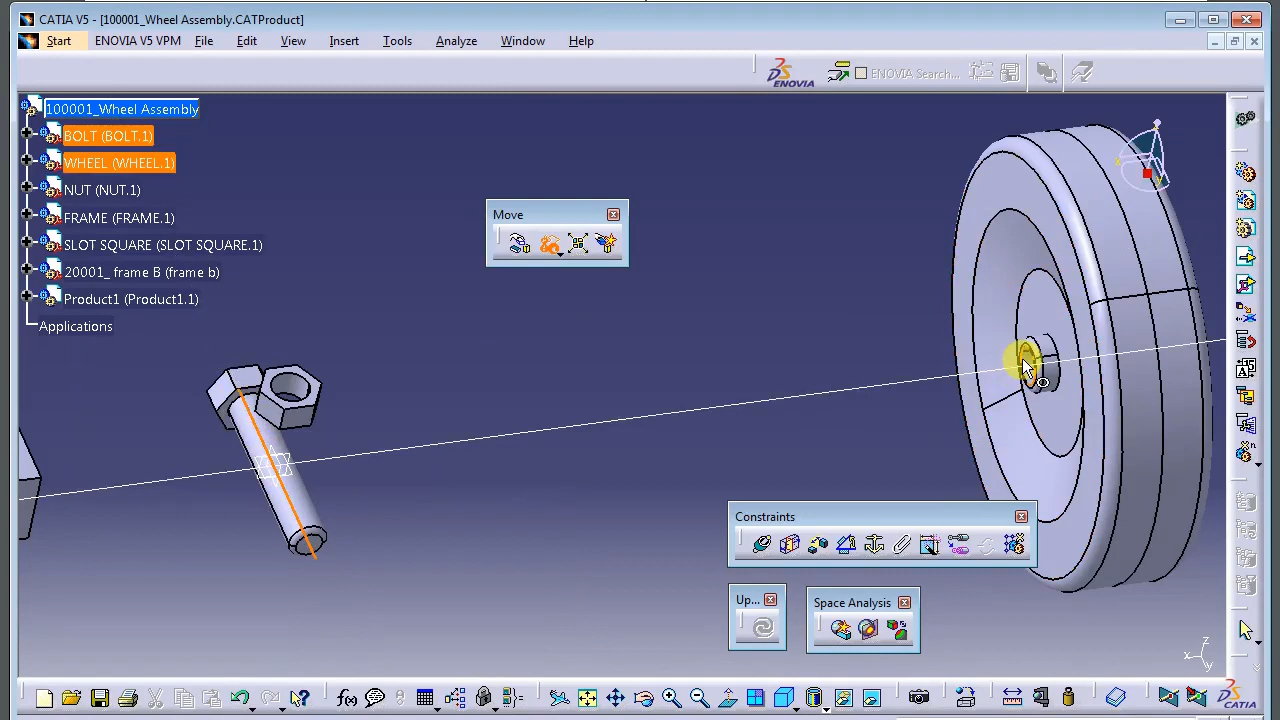 CATIA V5 - [100001_Wheel Assembly.CATProduct]
Start ENOVIA V5 VPM File Edit View Insert Tools Analyze Window Help
ENOVIA
ENOVIA Search...
100001_Wheel Assembly
BOLT (BOLT.1)
WHEEL (WHEEL.1)
NUT (NUT.1)
FRAME (FRAME.1)
SLOT SQUARE (SLOT SQUARE.1)
20001_ frame B (frame b)
Product1 (Product1.1)
Applications
Move
Constraints
Up...
Space Analysis
z
x
y
f(x)
CATIA